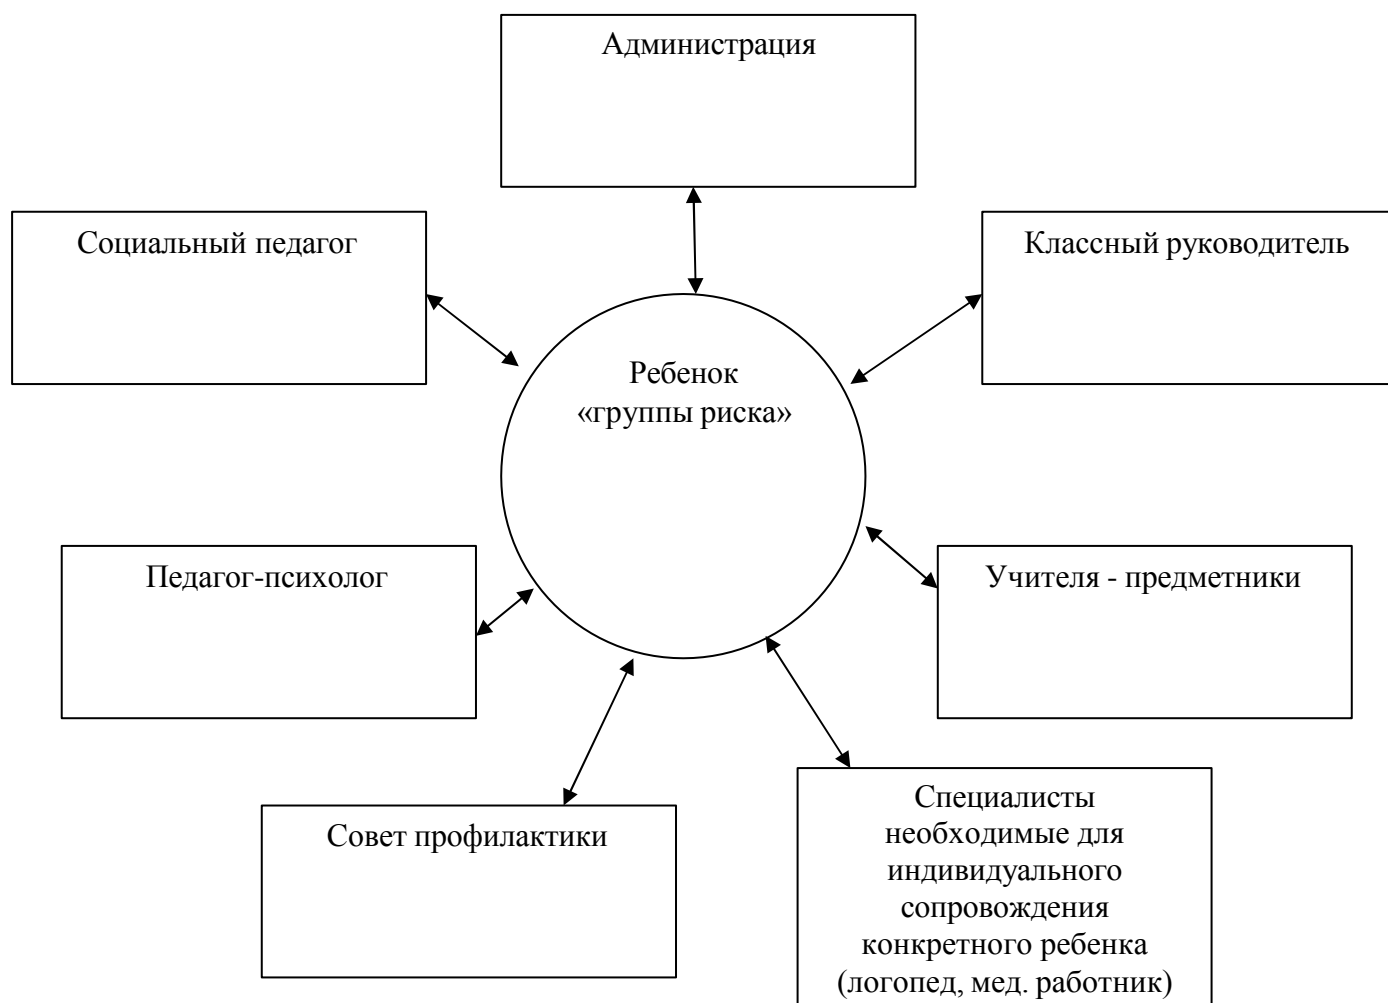 Администрация
Социальный педагог
Классный руководитель
Ребенок
«группы риска»
Педагог-психолог
Учителя - предметники
Совет профилактики
Специалисты
необходимые для
индивидуального
сопровождения
конкретного ребенка
(логопед, мед. работник)